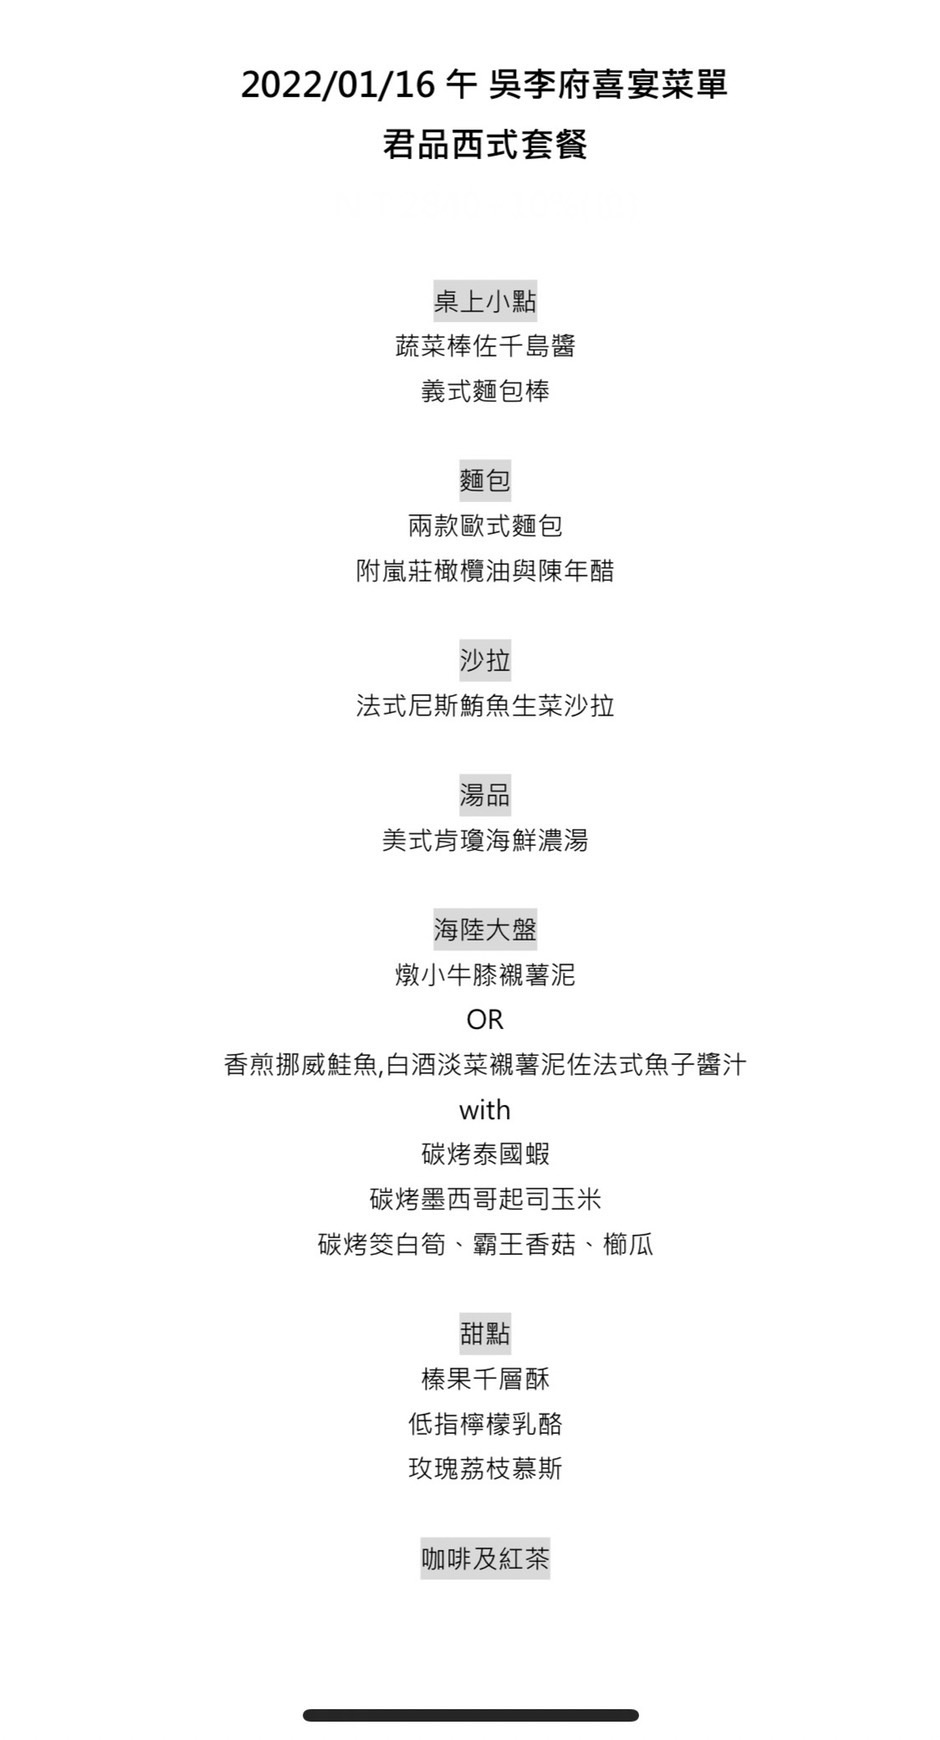 2022/01/16 午 吳李府喜宴菜單
君品西式套餐
桌上小點
蔬菜棒佐千島醬
義式麵包棒
麵包
兩款歐式麵包
附嵐莊橄欖油與陳年醋
沙拉
法式尼斯鮪魚生菜沙拉
湯品
美式肯瓊海鮮濃湯
海陸大盤
燉小牛膝襯薯泥
OR
香煎挪威鮭魚,白酒淡菜襯薯泥佐法式魚子醬汁
with
碳烤泰國蝦
碳烤墨西哥起司玉米
碳烤筊白筍、霸王香菇、櫛瓜
甜點
榛果千層酥
低指檸檬乳酪
玫瑰荔枝慕斯
咖啡及紅茶